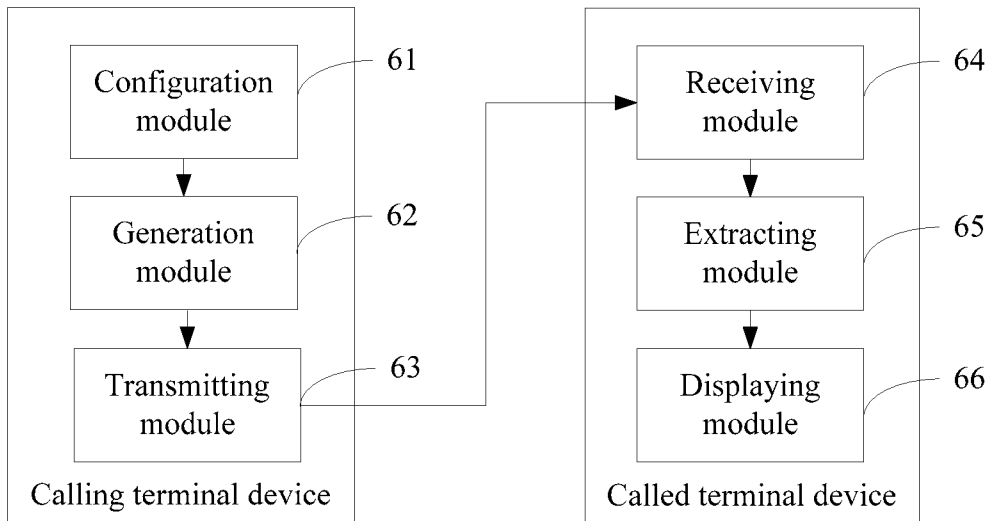 Configuration
module
61
Generation
module
62
Transmitting
module
63
Calling terminal device
Receiving
module
64
Extracting
module
65
Displaying
module
66
Called terminal device